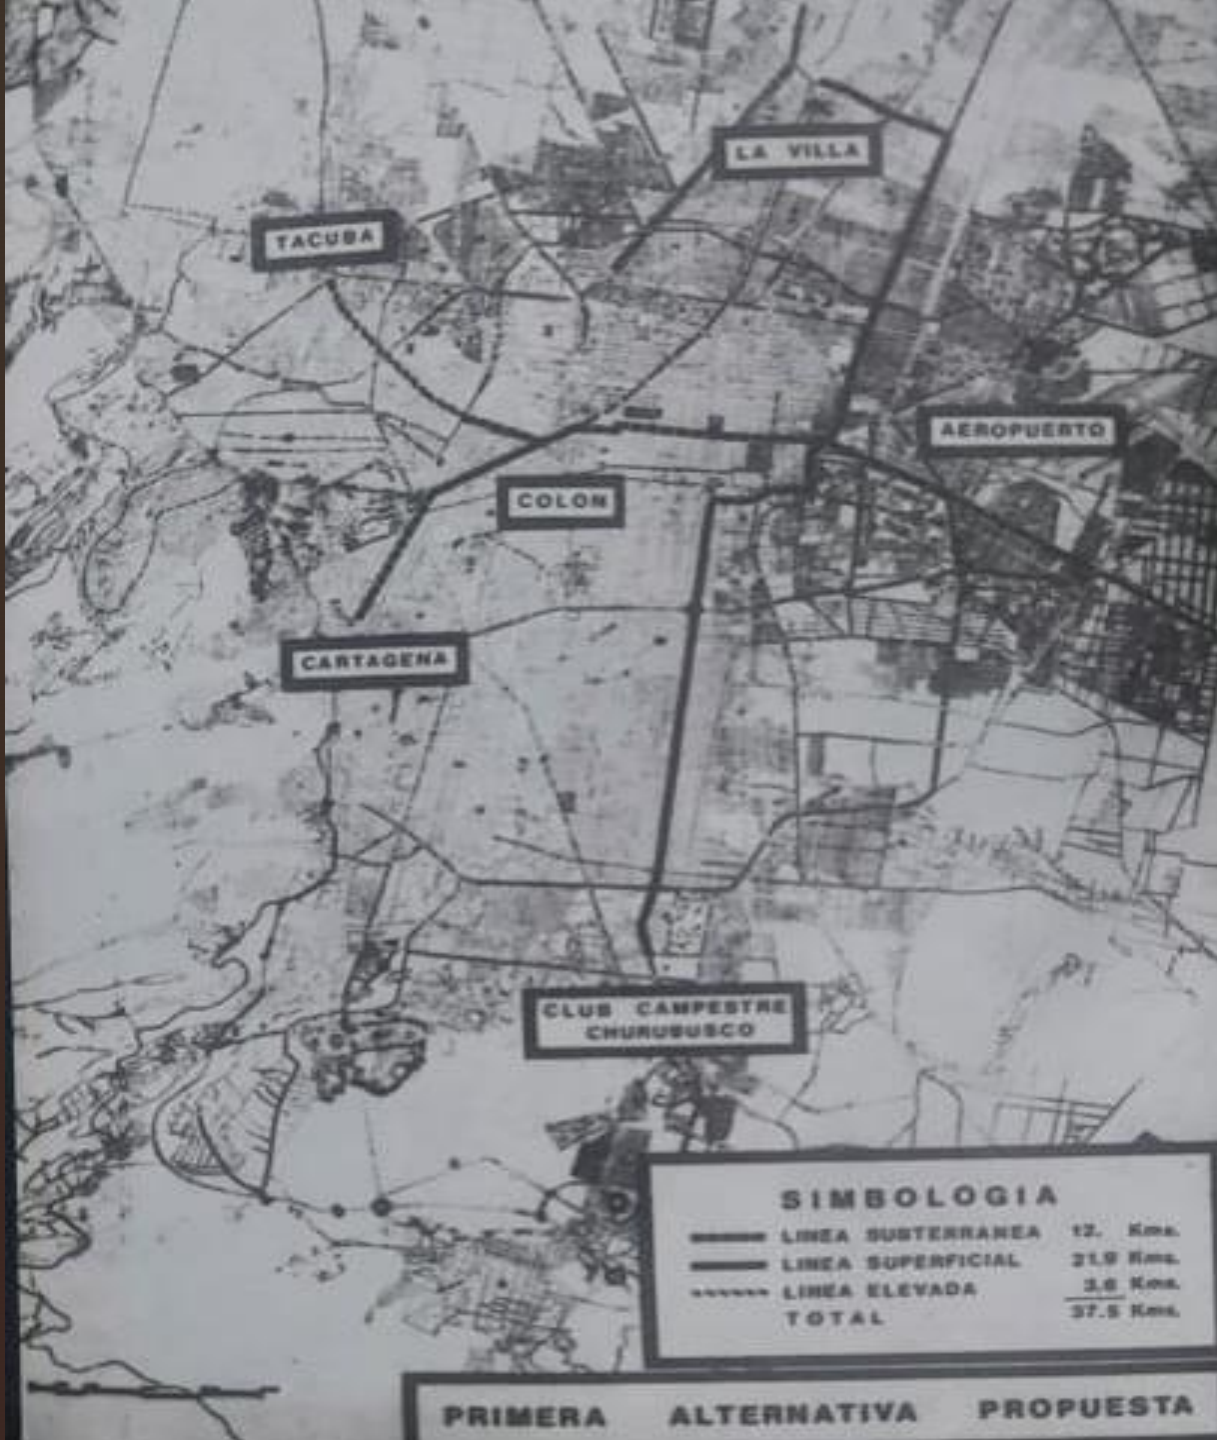 LA VILLA
TACUBA
AEROPUERTO
COLON
CARTAGENA
CLUB CAMPESTRE
CHURUBUSCO
SIMBOLOGIA
LINEA SUBTERRANEA 12. Kms.
LINEA SUPERFICIAL 21.9 Kms.
LINEA ELEVADA 3.6 Kms.
TOTAL 37.5 Kms.
PRIMERA ALTERNATIVA PROPUESTA